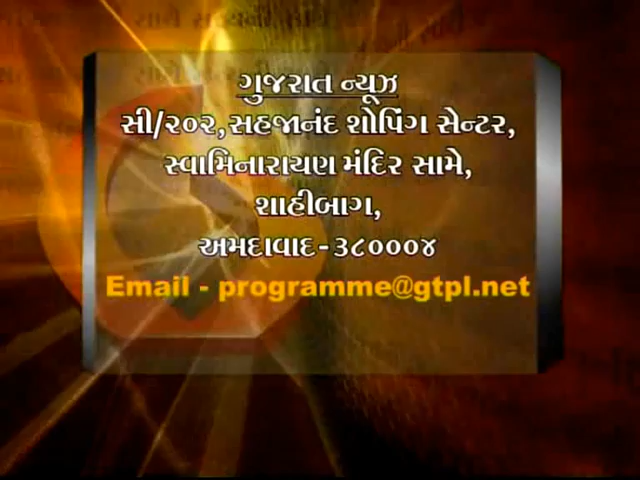 ગુજરાત ન્યૂઝ
સી/૨૦૨,સહજાનંદ શોપિંગ સેન્ટર,
સ્વામિનારાયણ મંદિર સામે,
શાહીબાગ,
અમદાવાદ-૩૮૦૦૦૪
Email - programme@gtpl.net